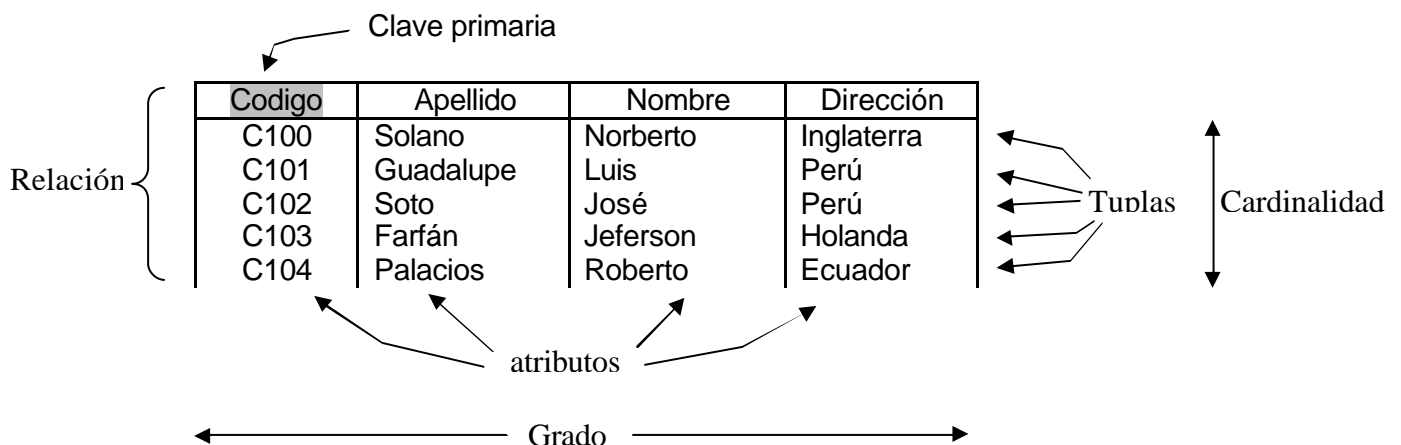 Clave primaria
Codigo Apellido Nombre Dirección
C100 Solano Norberto Inglaterra
C101 Guadalupe Luis Perú
Relación
C102 Soto José Perú
Tuplas
Cardinalidad
C103 Farfán Jeferson Holanda
C104 Palacios Roberto Ecuador
atributos
Grado